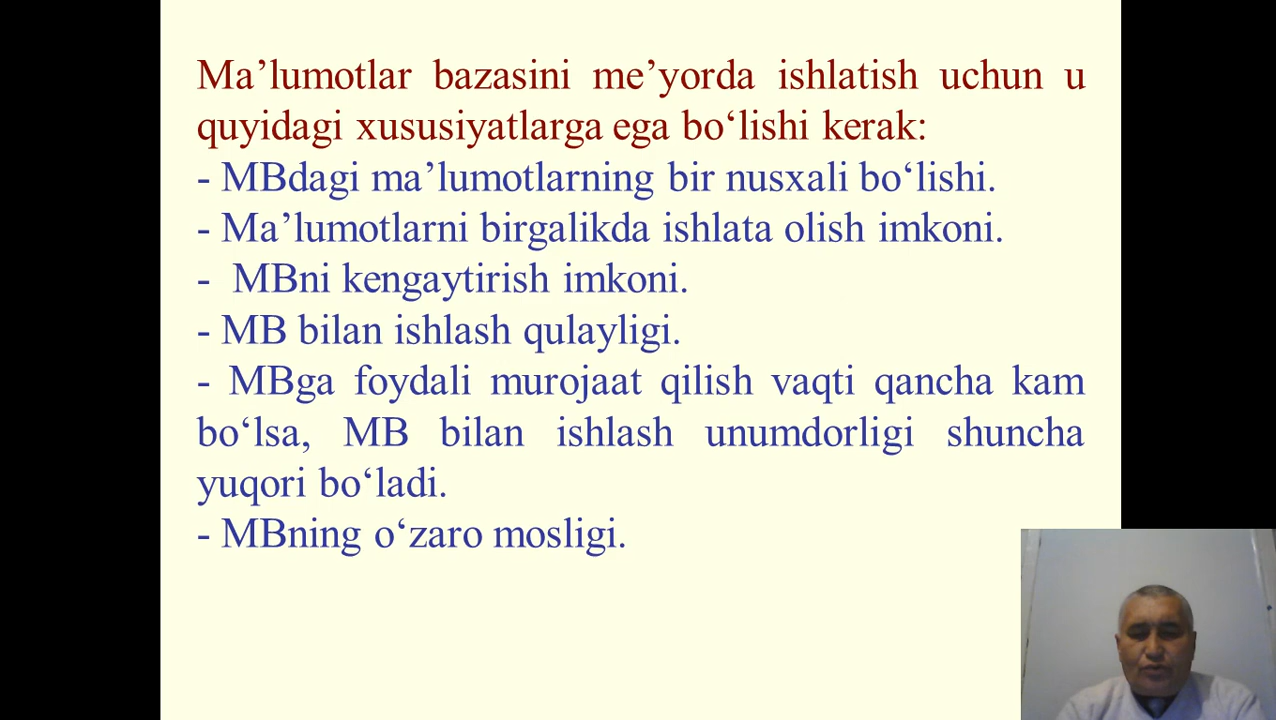 Ma’lumotlar bazasini me’yorda ishlatish uchun u
quyidagi xususiyatlarga ega bo‘lishi kerak:
- MBdagi ma’lumotlarning bir nusxali bo‘lishi.
- Ma’lumotlarni birgalikda ishlata olish imkoni.
- MBni kengaytirish imkoni.
- MB bilan ishlash qulayligi.
- MBga foydali murojaat qilish vaqti qancha kam
bo‘lsa, MB bilan ishlash unumdorligi shuncha
yuqori bo‘ladi.
- MBning o‘zaro mosligi.